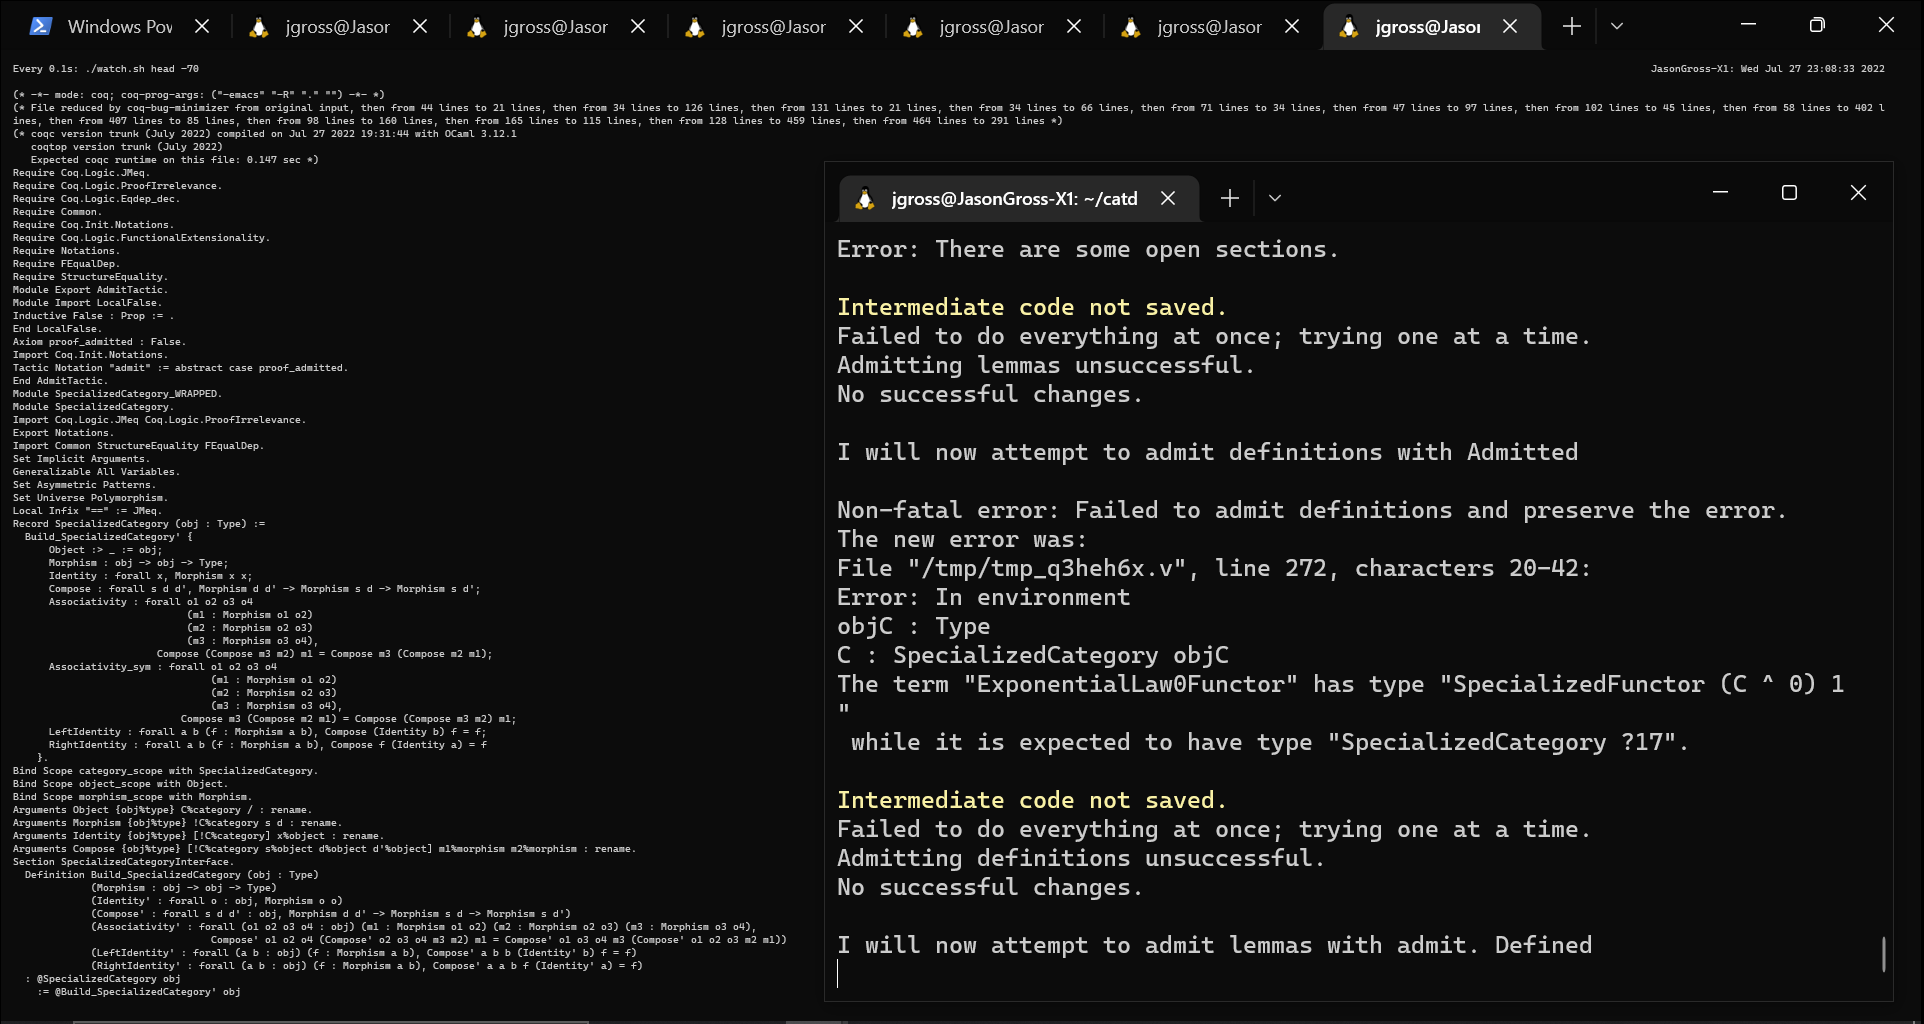 Windows Pov
jgross@Jasor
jgross@Jasor
jgross@Jasor
jgross@Jasor
jgross@Jasor
jgross@Jasor
Every 0.1s: ./watch.sh head -70
JasonGross-X1: Wed Jul 27 23:08:33 2022
(* -*- mode: coq; coq-prog-args: ("-emacs" "-R" "." "") -*- *)
(* File reduced by coq-bug-minimizer from original input, then from 44 lines to 21 lines, then from 34 lines to 126 lines, then from 131 lines to 21 lines, then from 34 lines to 66 lines, then from 71 lines to 34 lines, then from 47 lines to 97 lines, then from 102 lines to 45 lines, then from 58 lines to 402 l
ines, then from 407 lines to 85 lines, then from 98 lines to 160 lines, then from 165 lines to 115 lines, then from 128 lines to 459 lines, then from 464 lines to 291 lines *)
(* coqc version trunk (July 2022) compiled on Jul 27 2022 19:31:44 with OCaml 3.12.1
   coqtop version trunk (July 2022)
   Expected coqc runtime on this file: 0.147 sec *)
Require Coq.Logic.JMeq.
Require Coq.Logic.ProofIrrelevance.
Require Coq.Logic.Eqdep_dec.
Require Common.
Require Coq.Init.Notations.
Require Coq.Logic.FunctionalExtensionality.
Require Notations.
Require FEqualDep.
Require StructureEquality.
Module Export AdmitTactic.
Module Import LocalFalse.
Inductive False : Prop := .
End LocalFalse.
Axiom proof_admitted : False.
Import Coq.Init.Notations.
Tactic Notation "admit" := abstract case proof_admitted.
End AdmitTactic.
Module SpecializedCategory_WRAPPED.
Module SpecializedCategory.
Import Coq.Logic.JMeq Coq.Logic.ProofIrrelevance.
Export Notations.
Import Common StructureEquality FEqualDep.
Set Implicit Arguments.
Generalizable All Variables.
Set Asymmetric Patterns.
Set Universe Polymorphism.
Local Infix "==" := JMeq.
Record SpecializedCategory (obj : Type) :=
  Build_SpecializedCategory' {
      Object :> _ := obj;
      Morphism : obj -> obj -> Type;
      Identity : forall x, Morphism x x;
      Compose : forall s d d', Morphism d d' -> Morphism s d -> Morphism s d';
      Associativity : forall o1 o2 o3 o4
                             (m1 : Morphism o1 o2)
                             (m2 : Morphism o2 o3)
                             (m3 : Morphism o3 o4),
                        Compose (Compose m3 m2) m1 = Compose m3 (Compose m2 m1);
      Associativity_sym : forall o1 o2 o3 o4
                                 (m1 : Morphism o1 o2)
                                 (m2 : Morphism o2 o3)
                                 (m3 : Morphism o3 o4),
                            Compose m3 (Compose m2 m1) = Compose (Compose m3 m2) m1;
      LeftIdentity : forall a b (f : Morphism a b), Compose (Identity b) f = f;
      RightIdentity : forall a b (f : Morphism a b), Compose f (Identity a) = f
    }.
Bind Scope category_scope with SpecializedCategory.
Bind Scope object_scope with Object.
Bind Scope morphism_scope with Morphism.
Arguments Object {obj%type} C%category / : rename.
Arguments Morphism {obj%type} !C%category s d : rename.
Arguments Identity {obj%type} [!C%category] x%object : rename.
Arguments Compose {obj%type} [!C%category s%object d%object d'%object] m1%morphism m2%morphism : rename.
Section SpecializedCategoryInterface.
  Definition Build_SpecializedCategory (obj : Type)
             (Morphism : obj -> obj -> Type)
             (Identity' : forall o : obj, Morphism o o)
             (Compose' : forall s d d' : obj, Morphism d d' -> Morphism s d -> Morphism s d')
             (Associativity' : forall (o1 o2 o3 o4 : obj) (m1 : Morphism o1 o2) (m2 : Morphism o2 o3) (m3 : Morphism o3 o4),
                                 Compose' o1 o2 o4 (Compose' o2 o3 o4 m3 m2) m1 = Compose' o1 o3 o4 m3 (Compose' o1 o2 o3 m2 m1))
             (LeftIdentity' : forall (a b : obj) (f : Morphism a b), Compose' a b b (Identity' b) f = f)
             (RightIdentity' : forall (a b : obj) (f : Morphism a b), Compose' a a b f (Identity' a) = f)
  : @SpecializedCategory obj
    := @Build_SpecializedCategory' obj
jgross@JasonGross-X1: ~/catd
Error: There are some open sections.
Intermediate code not saved.
Failed to do everything at once; trying one at a time.
Admitting lemmas unsuccessful.
No successful changes.
I will now attempt to admit definitions with Admitted
Non-fatal error: Failed to admit definitions and preserve the error.
The new error was:
File "/tmp/tmp_q3heh6x.v", line 272, characters 20-42:
Error: In environment
objC : Type
C : SpecializedCategory objC
The term "ExponentialLaw0Functor" has type "SpecializedFunctor (C ^ 0) 1
"
 while it is expected to have type "SpecializedCategory ?17".
Intermediate code not saved.
Failed to do everything at once; trying one at a time.
Admitting definitions unsuccessful.
No successful changes.
I will now attempt to admit lemmas with admit. Defined